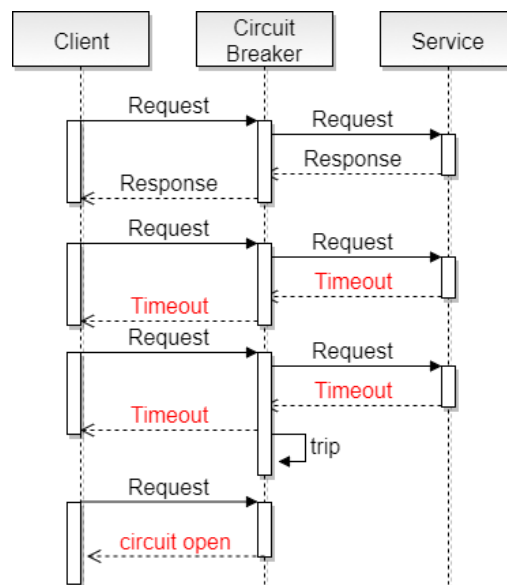 Client
Circuit
Breaker
Service
Request
Request
Response
Response
Request
Request
Timeout
Timeout
Request
Request
Timeout
Timeout
trip
Request
circuit open